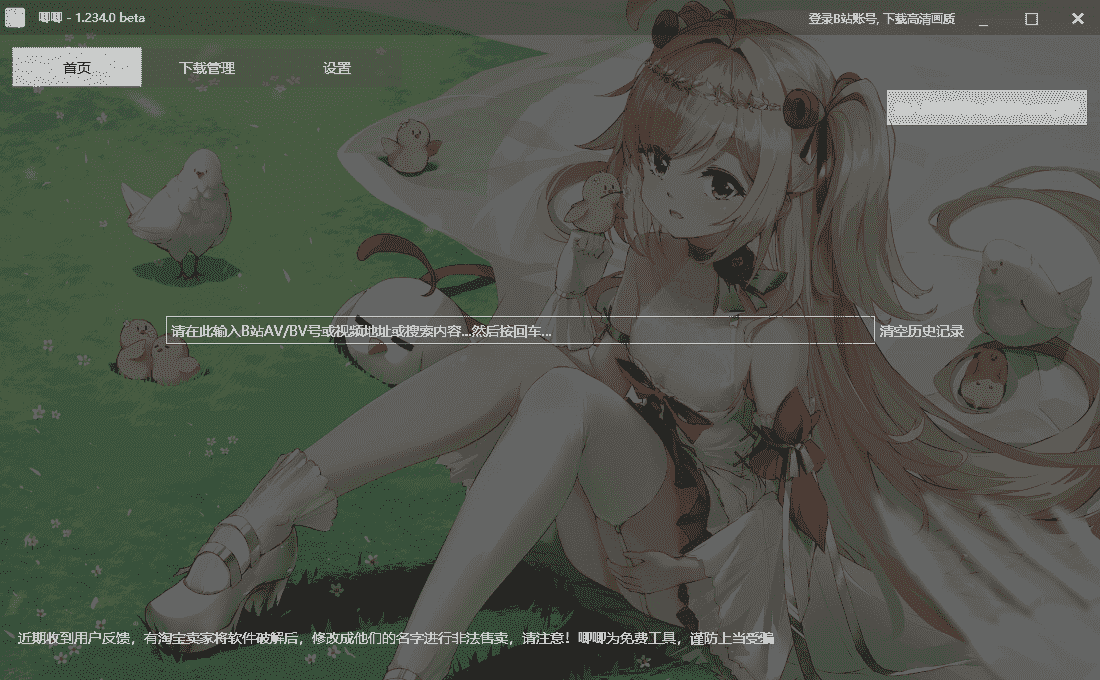 唧唧 - 1.234.0 beta
登录B站账号, 下载高清画质
首页
下载管理
设置
请在此输入B站AV/BV号或视频地址或搜索内容...然后按回车...
清空历史记录
近期收到用户反馈，有淘宝卖家将软件破解后，修改成他们的名字进行非法售卖，请注意！唧唧为免费工具，谨防上当受骗